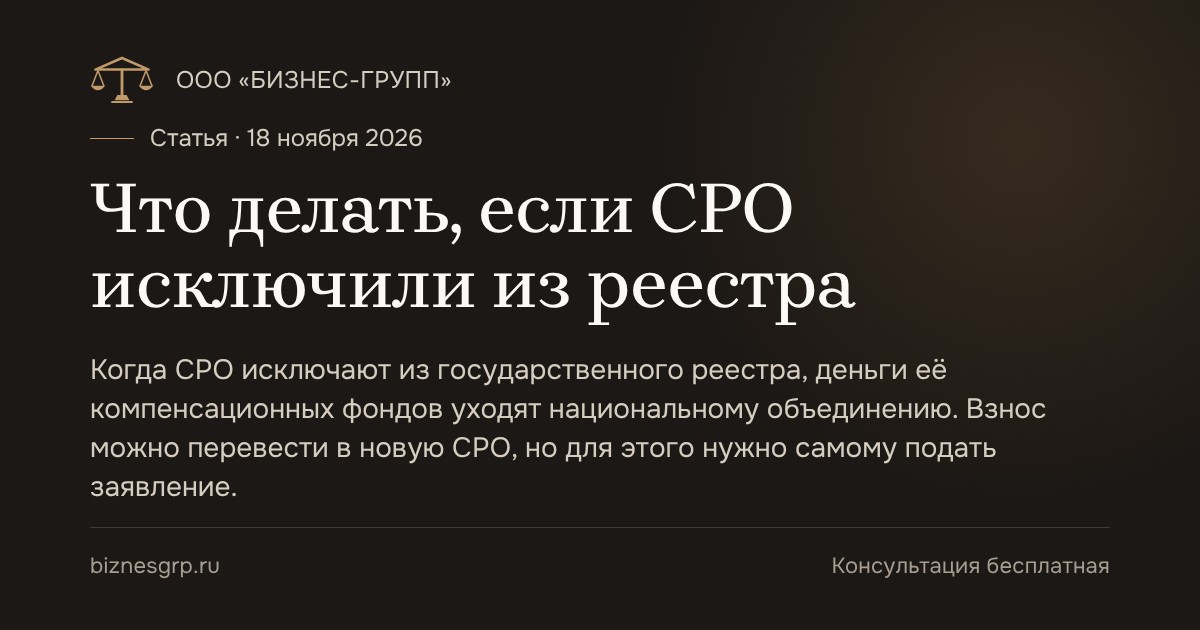 ООО «БИЗНЕС-ГРУПП»
Статья · 18 ноября 2026
Что делать, если СРО
исключили из реестра
Когда СРО исключают из государственного реестра, деньги её
компенсационных фондов уходят национальному объединению. Взнос
можно перевести в новую СРО, но для этого нужно самому подать
заявление.
biznesgrp.ru
Консультация бесплатная